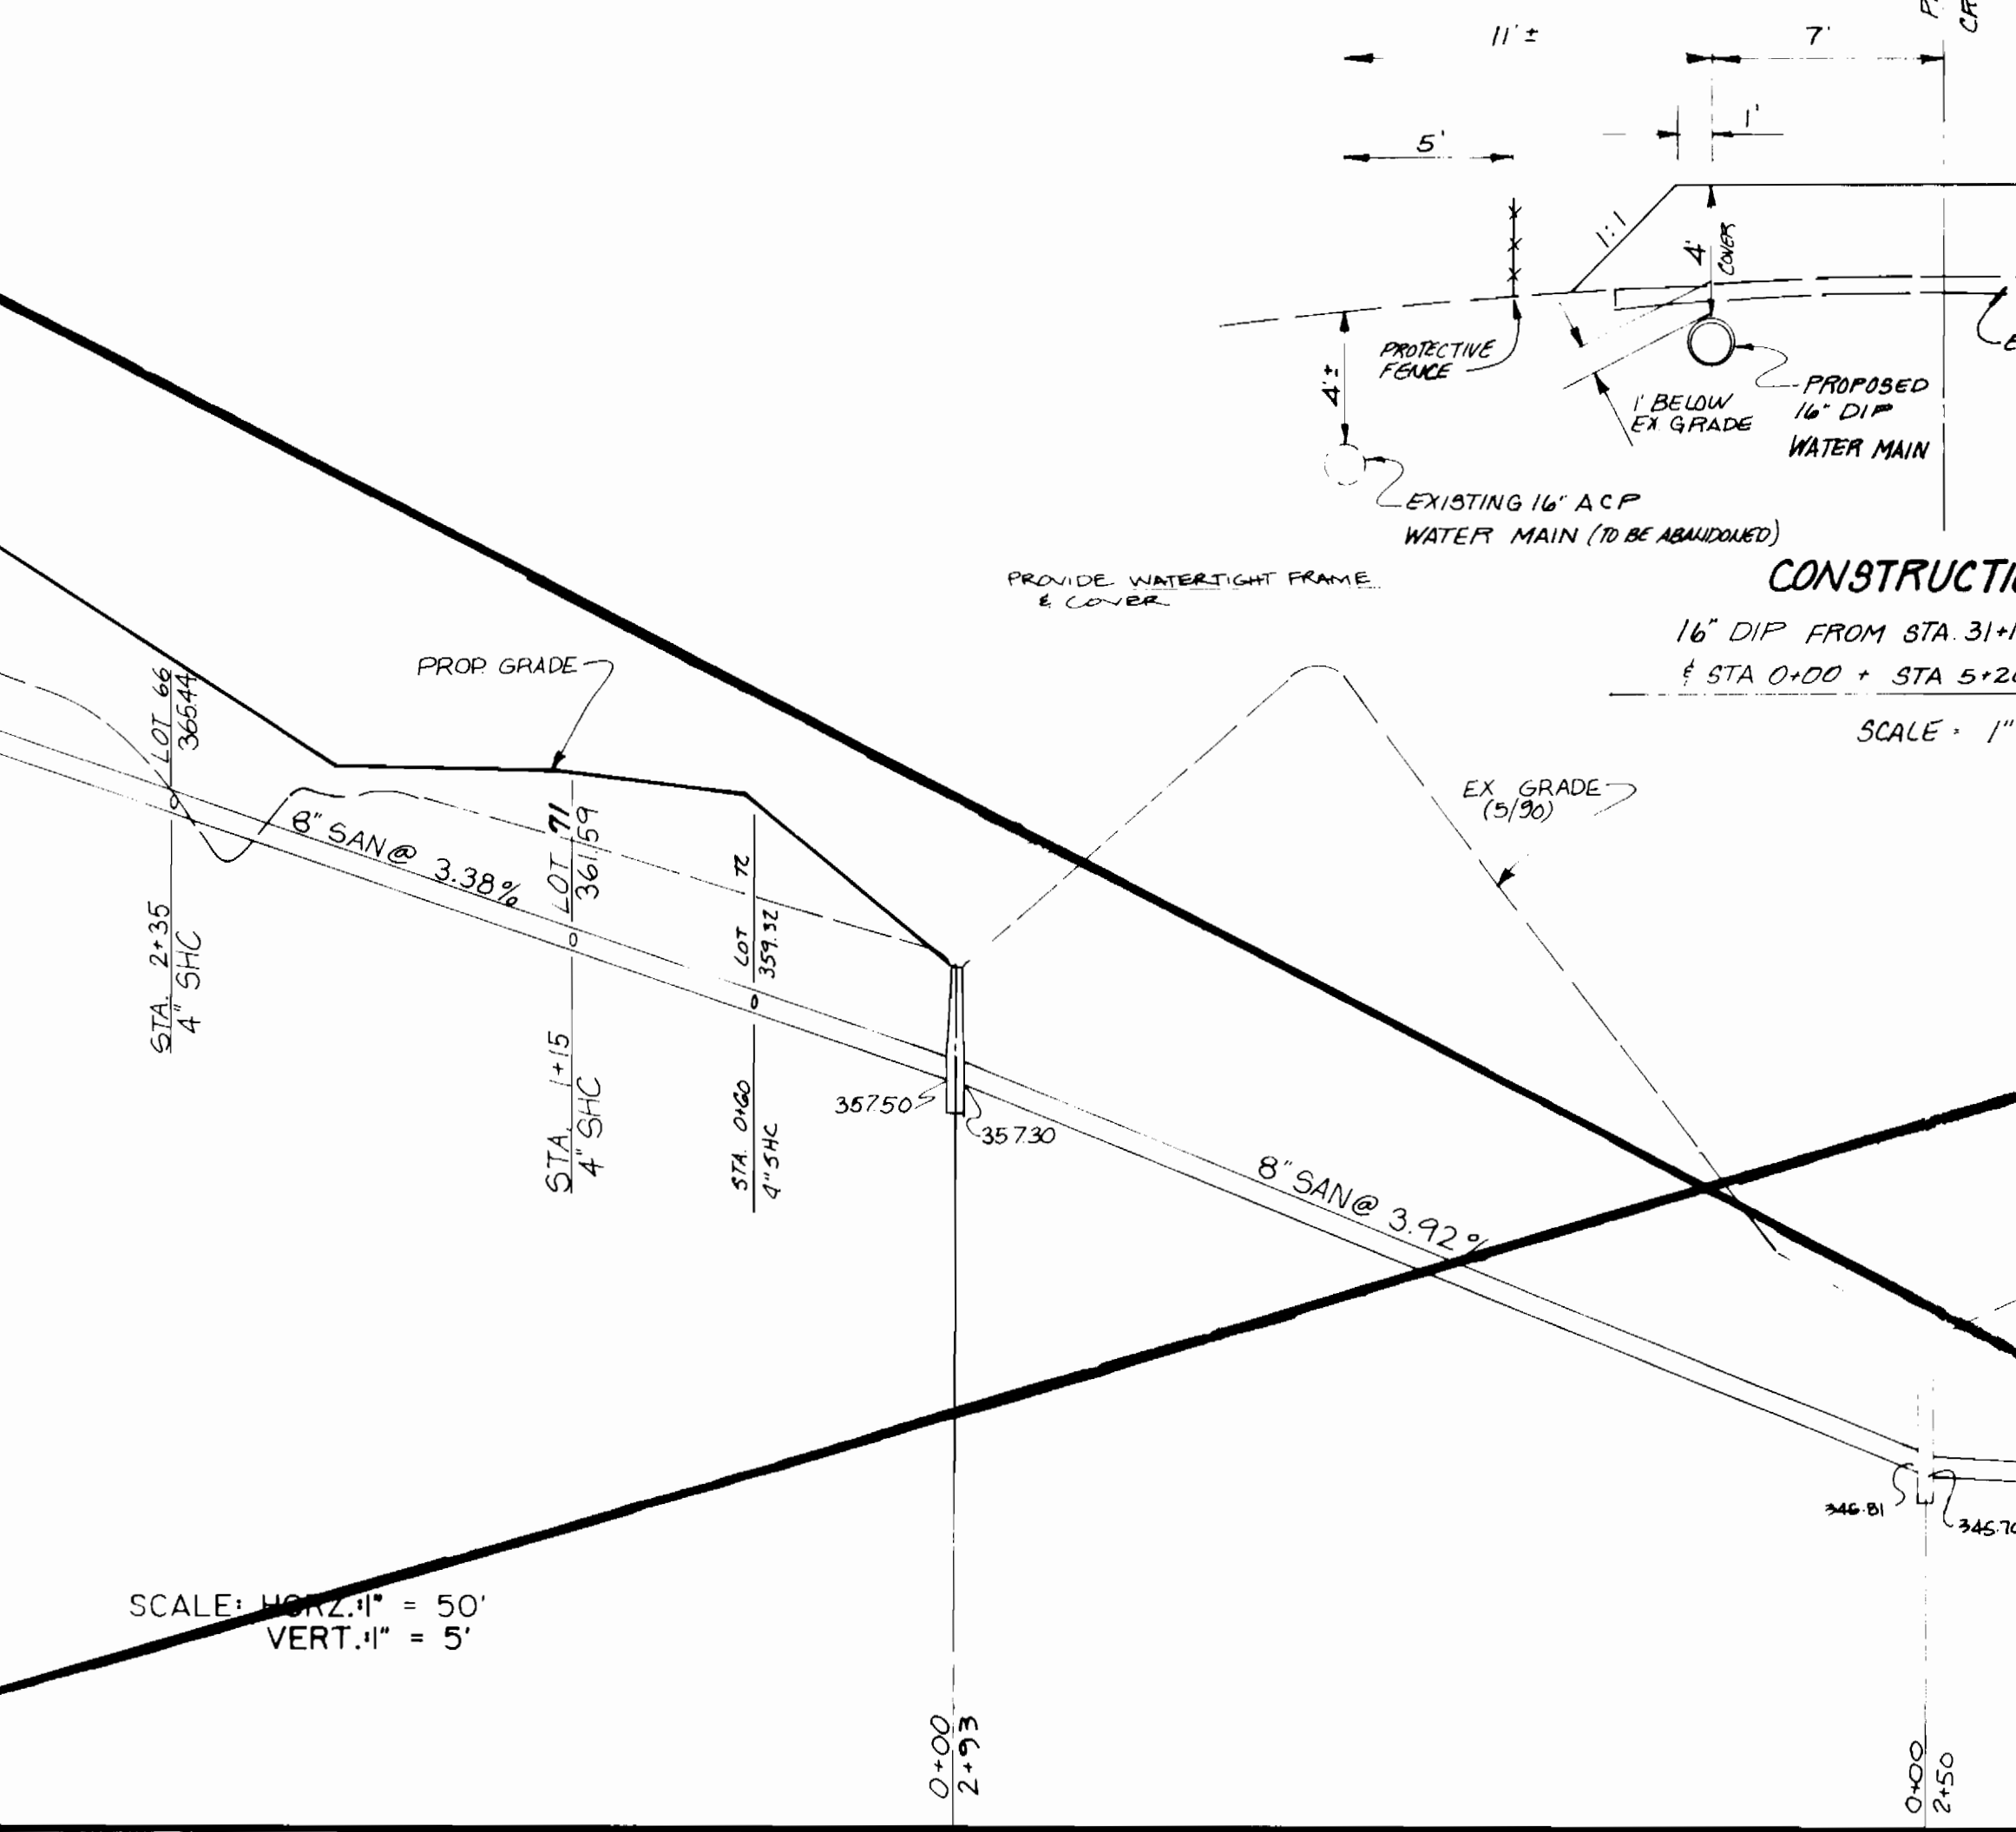 11' ±
7'
1'
5'
1:1
4'
COVER
PROTECTIVE
FENCE
4'±
1' BELOW
EX. GRADE
PROPOSED
16" DIP
WATER MAIN
EXISTING 16" ACP
WATER MAIN (TO BE ABANDONED)
PROVIDE WATERTIGHT FRAME
& COVER
16" DIP FROM STA. 31+1
& STA 0+00 + STA 5+2
SCALE = 1"
PROP. GRADE
LOT 66
365.44
EX GRADE
(5/90)
8" SAN @ 3.38%
LOT 71
361.59
LOT 72
359.32
STA. 2+35
4" SHC
STA. 1+15
4" SHC
STA. 0+60
4" SHC
357.50
357.30
8" SAN @ 3.92%
346.81
345.70
SCALE: HORZ.:1" = 50'
VERT.:1" = 5'
0+00
2+93
0+00
2+50